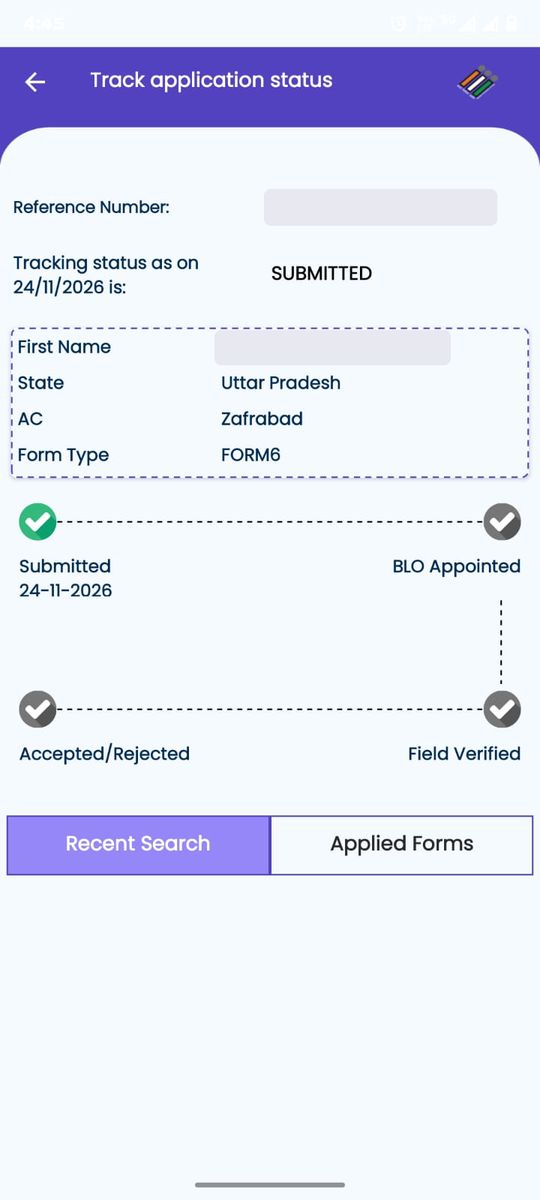 4:45
Track application status
Reference Number:
Tracking status as on
24/11/2026 is:
SUBMITTED
First Name
State Uttar Pradesh
AC Zafrabad
Form Type FORM6
Submitted
24-11-2026
BLO Appointed
Accepted/Rejected
Field Verified
Recent Search
Applied Forms